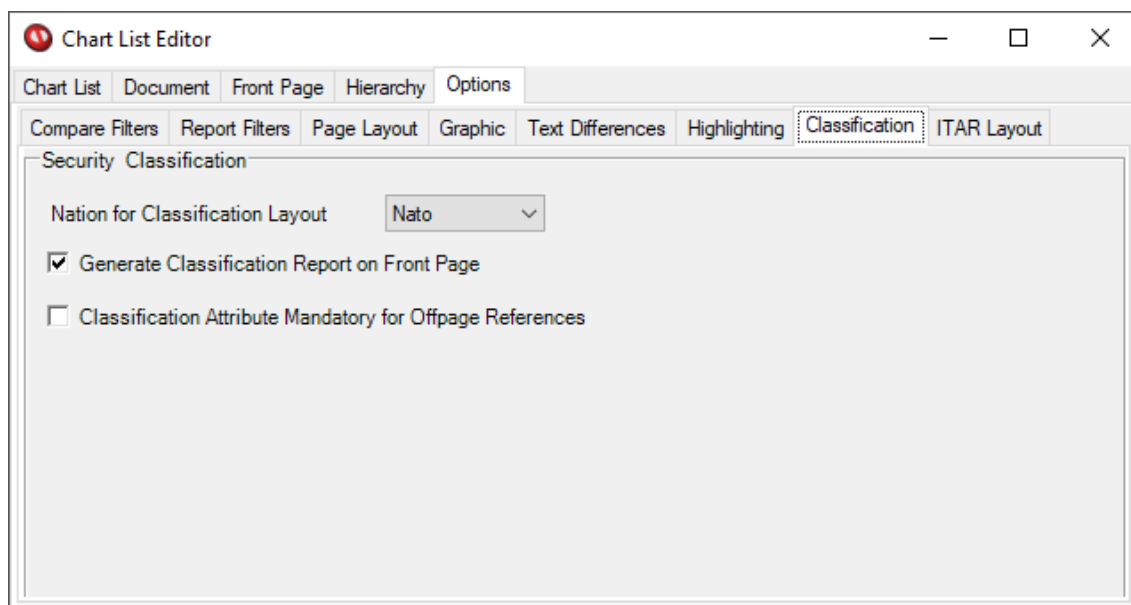 Chart List Editor
Chart List Document Front Page Hierarchy Options
Compare Filters Report Filters Page Layout Graphic Text Differences Highlighting Classification ITAR Layout
Security Classification
Nation for Classification Layout Nato
Generate Classification Report on Front Page
Classification Attribute Mandatory for Offpage References